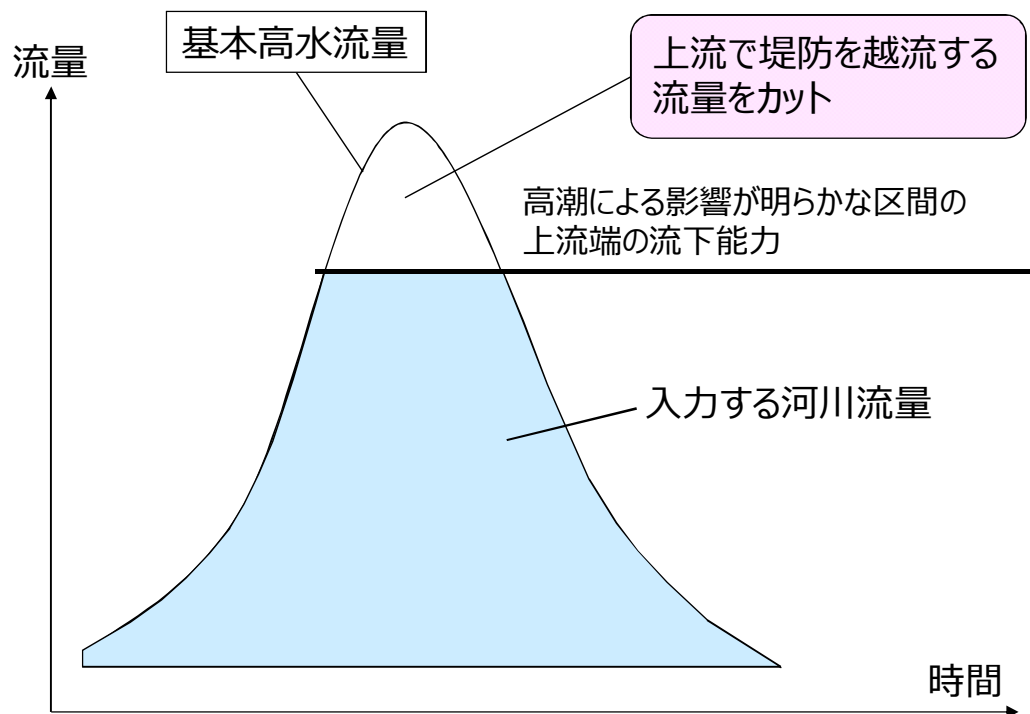 流量
基本高水流量
上流で堤防を越流する
流量をカット
高潮による影響が明らかな区間の
上流端の流下能力
入力する河川流量
時間